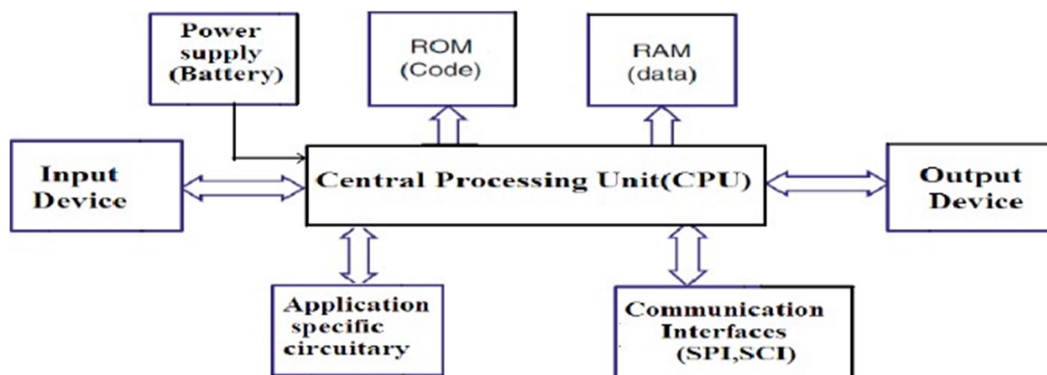 Power
supply
(Battery)
ROM
(Code)
RAM
(data)
Input
Device
Central Processing Unit(CPU)
Output
Device
Application
specific
circuitary
Communication
Interfaces
(SPI,SCI)